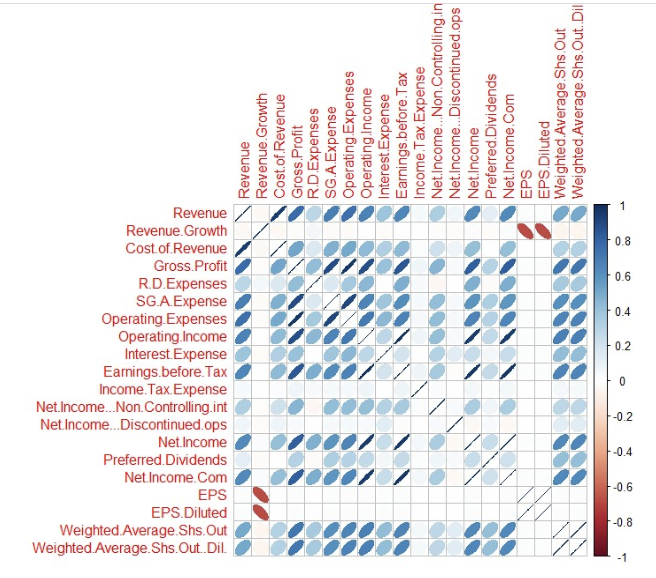 Revenue
Revenue.Growth
Cost.of.Revenue
Gross.Profit
R.D.Expenses
SG.A.Expense
Operating.Expenses
Operating.Income
Interest.Expense
Earnings.before.Tax
Income.Tax.Expense
Net.Income...Non.Controlling.in
Net.Income...Discontinued.ops
Net.Income
Preferred.Dividends
Net.Income.Com
EPS
EPS.Diluted
Weighted.Average.Shs.Out
Weighted.Average.Shs.Out..Dil
Revenue
Revenue.Growth
Cost.of.Revenue
Gross.Profit
R.D.Expenses
SG.A.Expense
Operating.Expenses
Operating.Income
Interest.Expense
Earnings.before.Tax
Income.Tax.Expense
Net.Income...Non.Controlling.int
Net.Income...Discontinued.ops
Net.Income
Preferred.Dividends
Net.Income.Com
EPS
EPS.Diluted
Weighted.Average.Shs.Out
Weighted.Average.Shs.Out..Dil.
1
0.8
0.6
0.4
0.2
0
-0.2
-0.4
-0.6
-0.8
-1